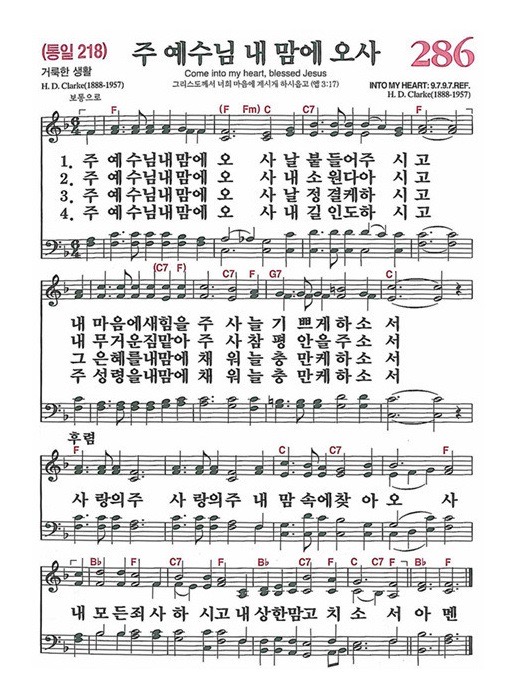 (통일 218) 주 예수님 내 맘에 오사 286
거룩한 생활 Come into my heart, blessed Jesus
H. D. Clarke(1888-1957) 그리스도께서 너희 마음에 계시게 하시옵고 (엡 3:17) INTO MY HEART: 9.7.9.7.REF.
보통으로 H. D. Clarke(1888-1957)
F (F Fm) C C7 F
1. 주 예수님내맘에 오 사 날 붙들어주 시고
2. 주 예수님내맘에 오 사 내 소원다아 시고
3. 주 예수님내맘에 오 사 날 정결케하 시고
4. 주 예수님내맘에 오 사 내 길인도하 시고
(C7 F) C7 F G7 C
내 마음에새힘을 주 사 늘 기 쁘게하소 서
내 무거운짐맡아 주 사 참 평 안을주소 서
그 은혜를내맘에 채 워 늘 충 만케하소 서
주 성령을내맘에 채 워 늘 충 만케하소 서
후렴
F C C7 F
사 랑의주 사 랑의주 내 맘 속에찾 아 오 사
B♭ F C7 F B♭ C7 F C7 F B♭ F
내 모든죄사하 시고내상한맘고 치소 서아멘